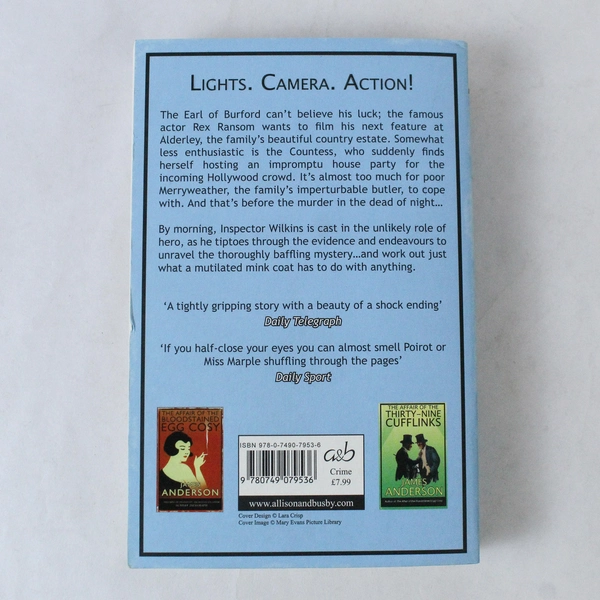 LIGHTS. CAMERA. ACTION!
The Earl of Burford can't believe his luck; the famous
actor Rex Ransom wants to film his next feature at
Alderley, the family's beautiful country estate. Somewhat
less enthusiastic is the Countess, who suddenly finds
herself hosting an impromptu house party for the
incoming Hollywood crowd. It's almost too much for poor
Merryweather, the family's imperturbable butler, to cope
with. And that's before the murder in the dead of night…
By morning, Inspector Wilkins is cast in the unlikely role of
hero, as he tiptoes through the evidence and endeavours to
unravel the thoroughly baffling mystery…and work out just
what a mutilated mink coat has to do with anything.
'A tightly gripping story with a beauty of a shock ending'
Daily Telegraph
'If you half-close your eyes you can almost smell Poirot or
Miss Marple shuffling through the pages'
Daily Sport
THE AFFAIR OF THE
BLOODSTAINED
EGG COSY
ANDERSON
ISBN 978-0-7490-7953-6
9 780749 079536
a&b
Crime
£7.99
www.allisonandbusby.com
Cover Design © Lara Crisp
Cover Image © Mary Evans Picture Library
THE AFFAIR OF THE
THIRTY-NINE
CUFFLINKS
JAMES
ANDERSON